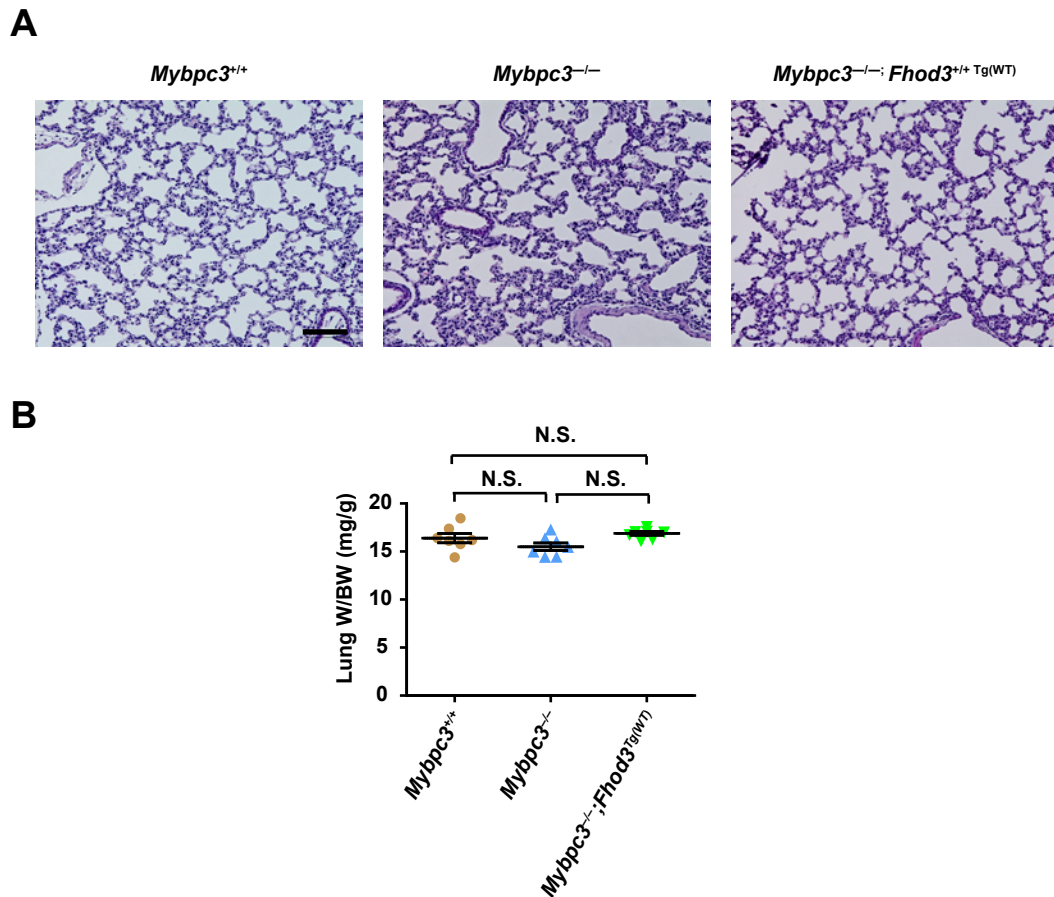 A
Mybpc3+/+
Mybpc3—/—
Mybpc3—/—; Fhod3+/+ Tg(WT)
B
N.S.
N.S. N.S.
Lung W/BW (mg/g)
20
15
10
5
0
Mybpc3+/+
Mybpc3–/–
Mybpc3–/–;Fhod3Tg(WT)